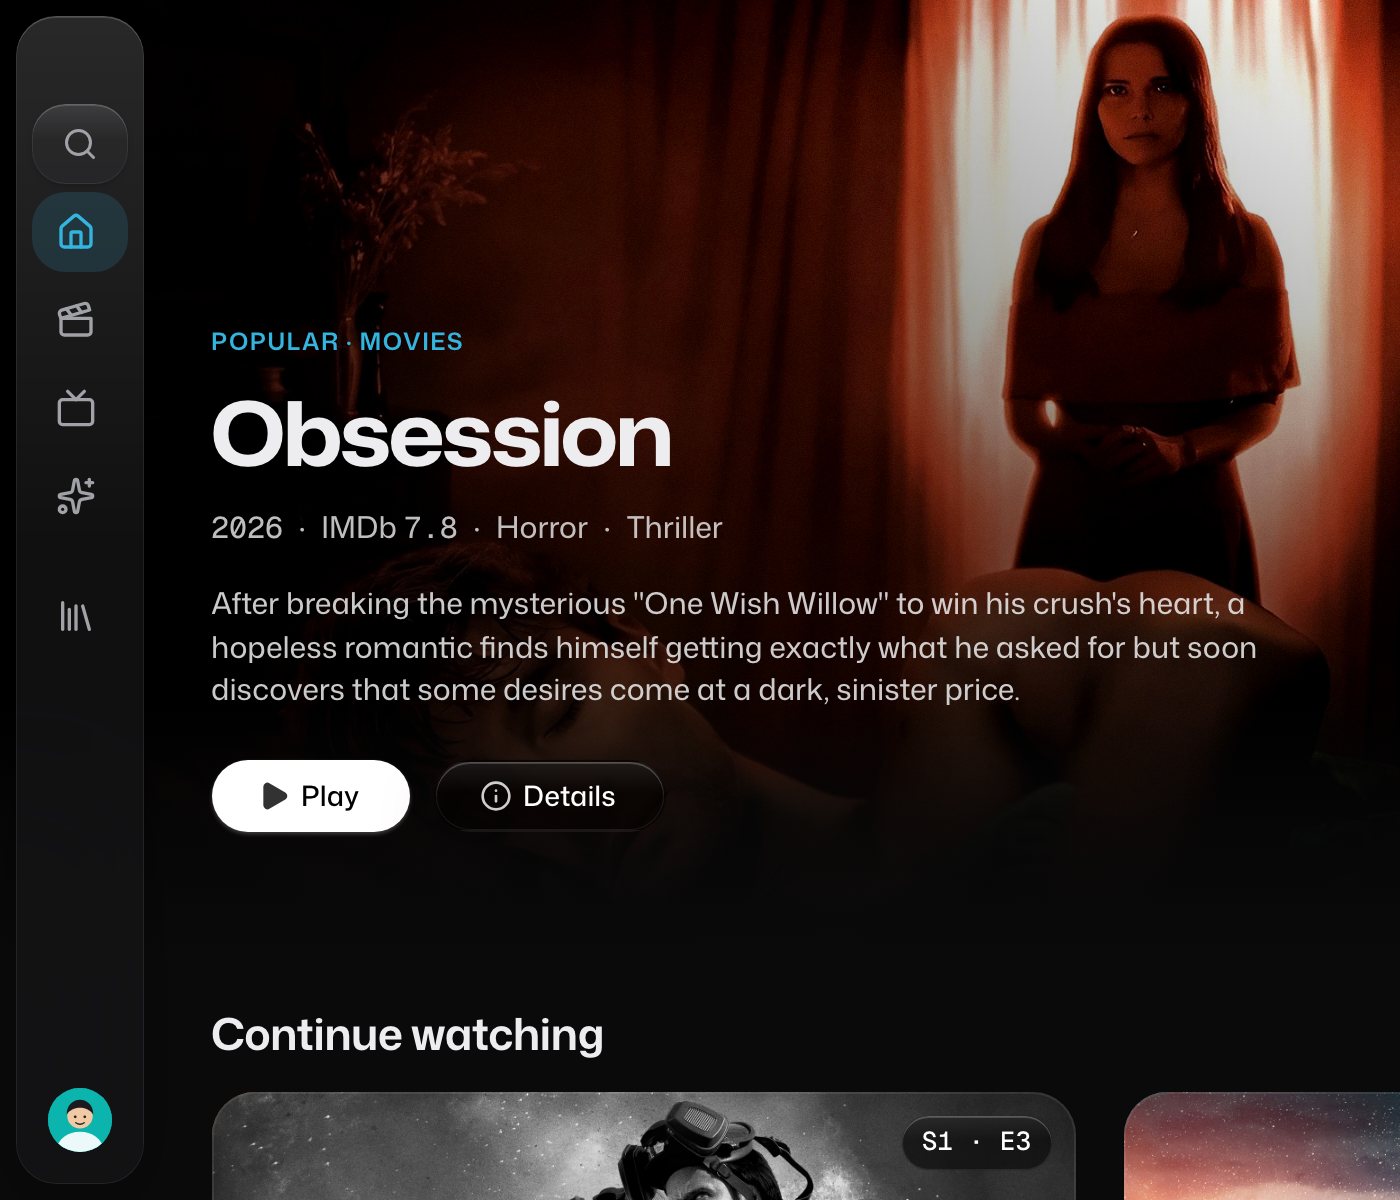 POPULAR · MOVIES
Obsession
2026 · IMDb 7.8 · Horror · Thriller
After breaking the mysterious "One Wish Willow" to win his crush's heart, a
hopeless romantic finds himself getting exactly what he asked for but soon
discovers that some desires come at a dark, sinister price.
Play
Details
Continue watching
S1 · E3